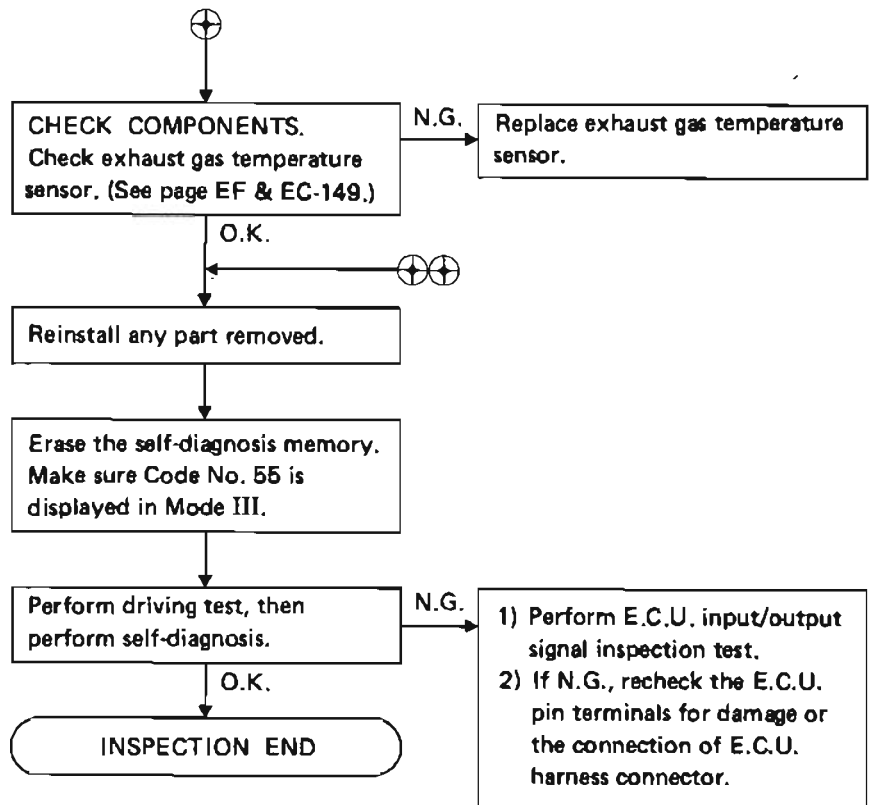 CHECK COMPONENTS.
Check exhaust gas temperature
sensor. (See page EF & EC-149.)
N.G.
Replace exhaust gas temperature
sensor.
O.K.
Reinstall any part removed.
Erase the self-diagnosis memory.
Make sure Code No. 55 is
displayed in Mode III.
Perform driving test, then
perform self-diagnosis.
N.G.
1) Perform E.C.U. input/output
signal inspection test.
2) If N.G., recheck the E.C.U.
pin terminals for damage or
the connection of E.C.U.
harness connector.
O.K.
INSPECTION END